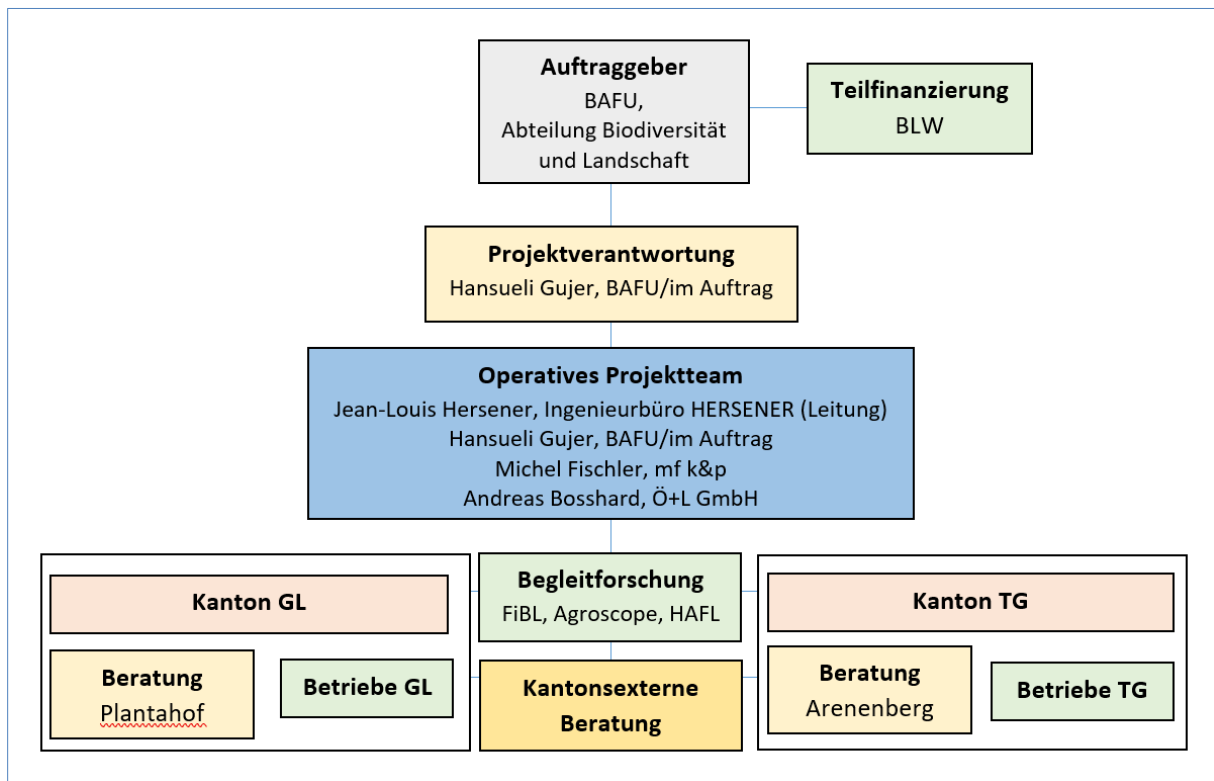 Auftraggeber
BAFU,
Abteilung Biodiversität
und Landschaft
Teilfinanzierung
BLW
Projektverantwortung
Hansueli Gujer, BAFU/im Auftrag
Operatives Projektteam
Jean-Louis Hersener, Ingenieurbüro HERSENER (Leitung)
Hansueli Gujer, BAFU/im Auftrag
Michel Fischler, mf k&p
Andreas Bosshard, Ö+L GmbH
Kanton GL
Beratung
Plantahof
Betriebe GL
Begleitforschung
FiBL, Agroscope, HAFL
Kantonsexterne
Beratung
Kanton TG
Beratung
Arenenberg
Betriebe TG